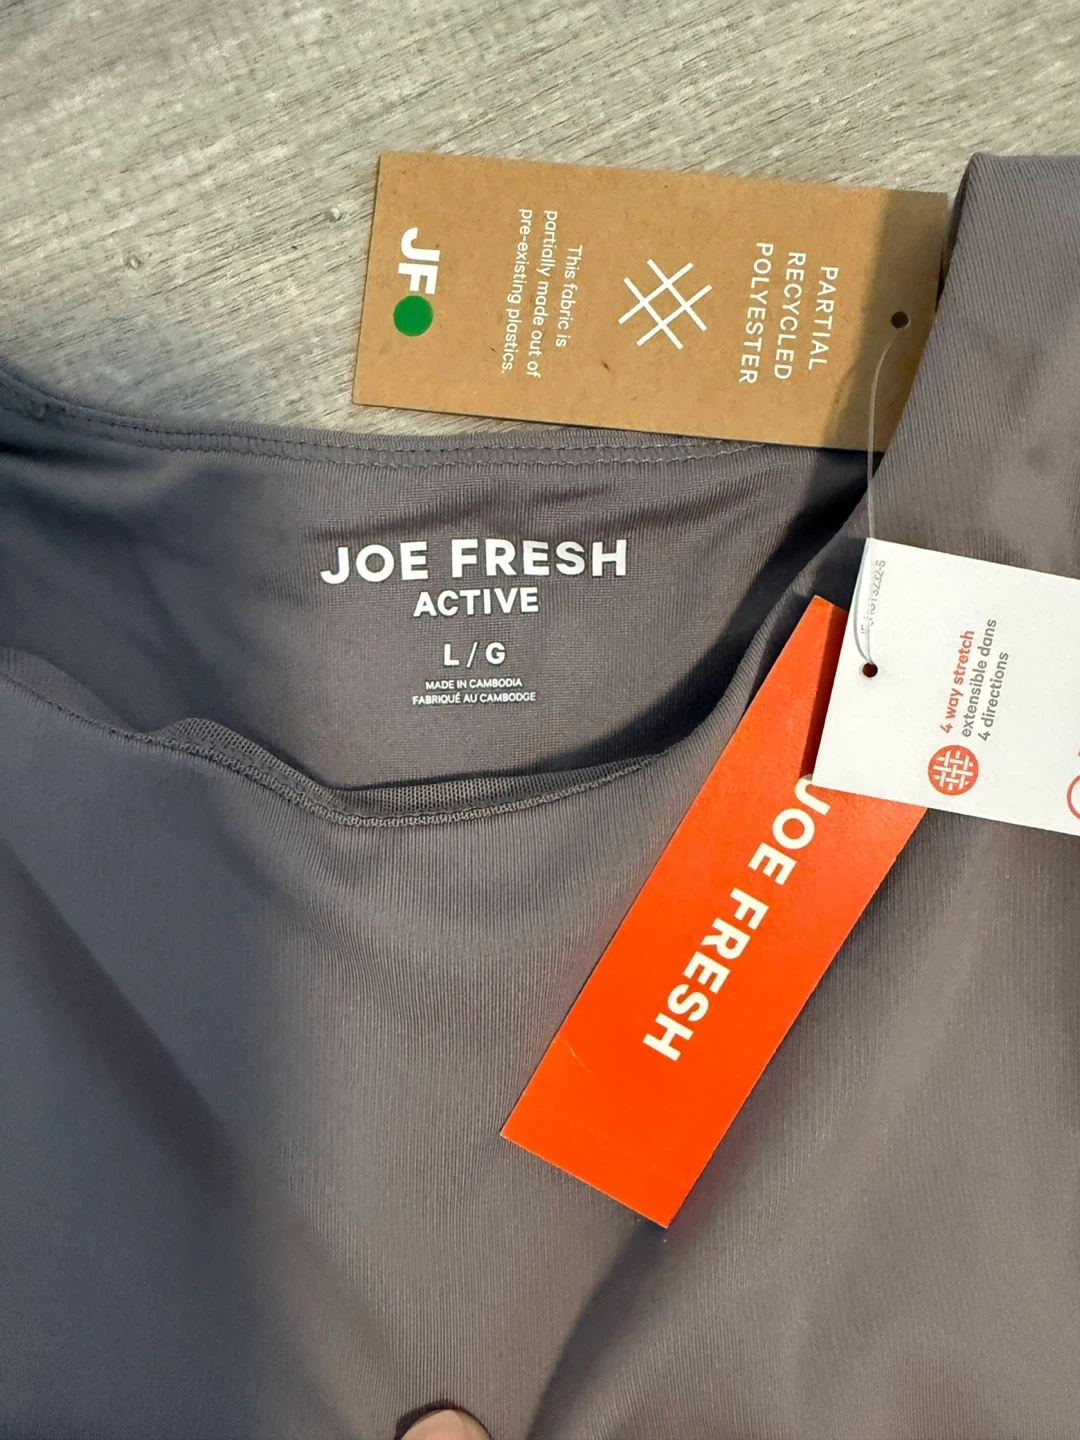 PARTIAL
RECYCLED
POLYESTER
This fabric is
partially made out of
pre-existing plastics.
JF
JOE FRESH
ACTIVE
L / G
MADE IN CAMBODIA
FABRIQUÉ AU CAMBODGE
4 way stretch
extensible dans
4 directions
JOE FRESH